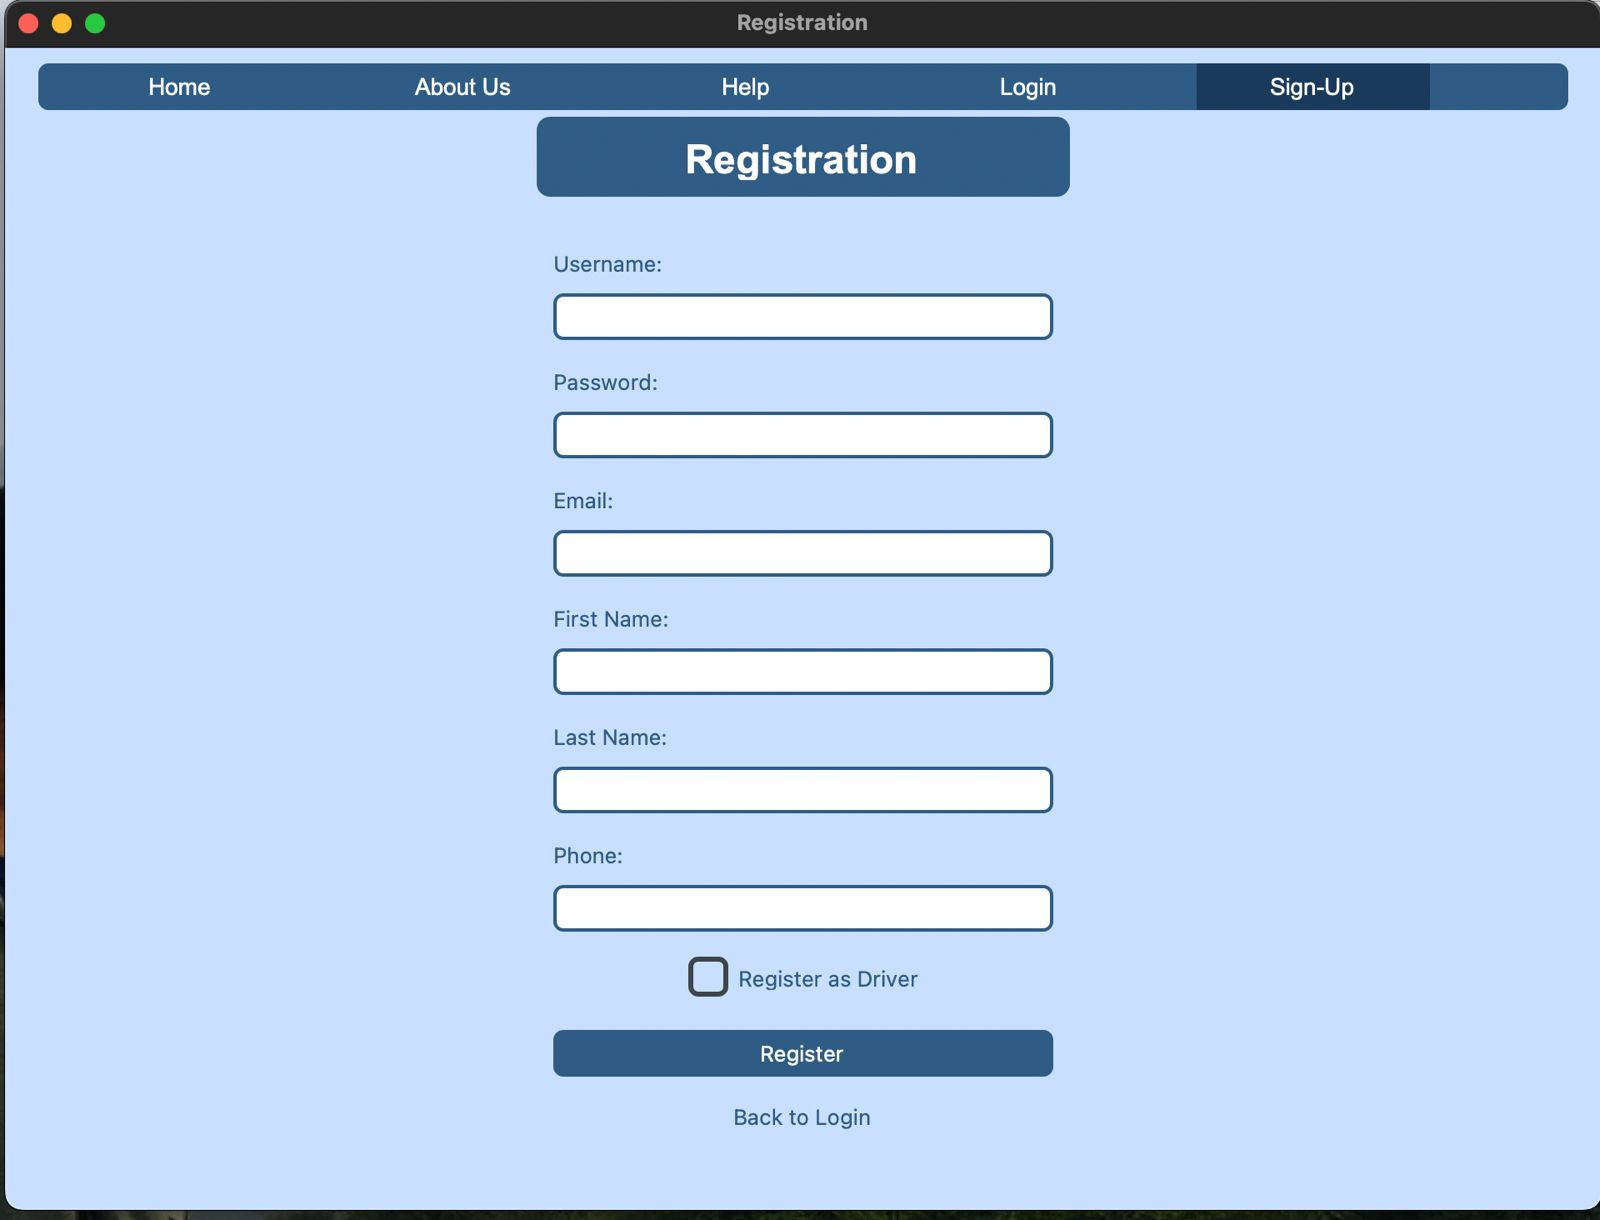 Registration
Home About Us Help Login Sign-Up
Registration
Username:
Password:
Email:
First Name:
Last Name:
Phone:
Register as Driver
Register
Back to Login